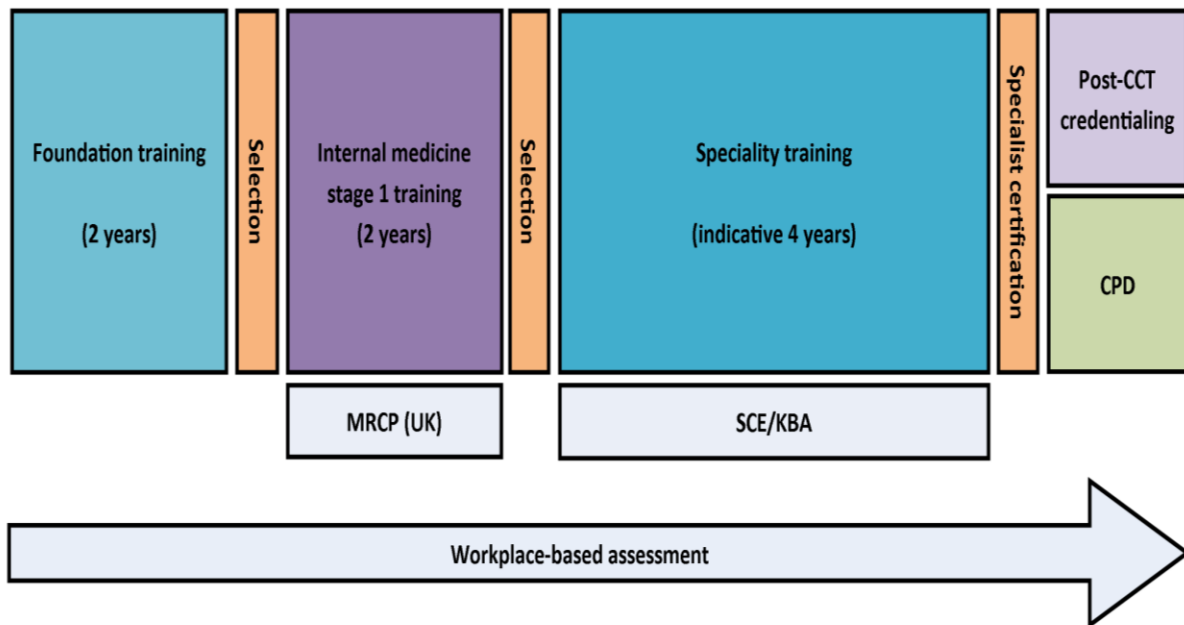 Foundation training
(2 years)
Selection
Internal medicine
stage 1 training
(2 years)
Selection
Speciality training
(indicative 4 years)
Specialist certification
Post-CCT
credentialing
CPD
MRCP (UK)
SCE/KBA
Workplace-based assessment